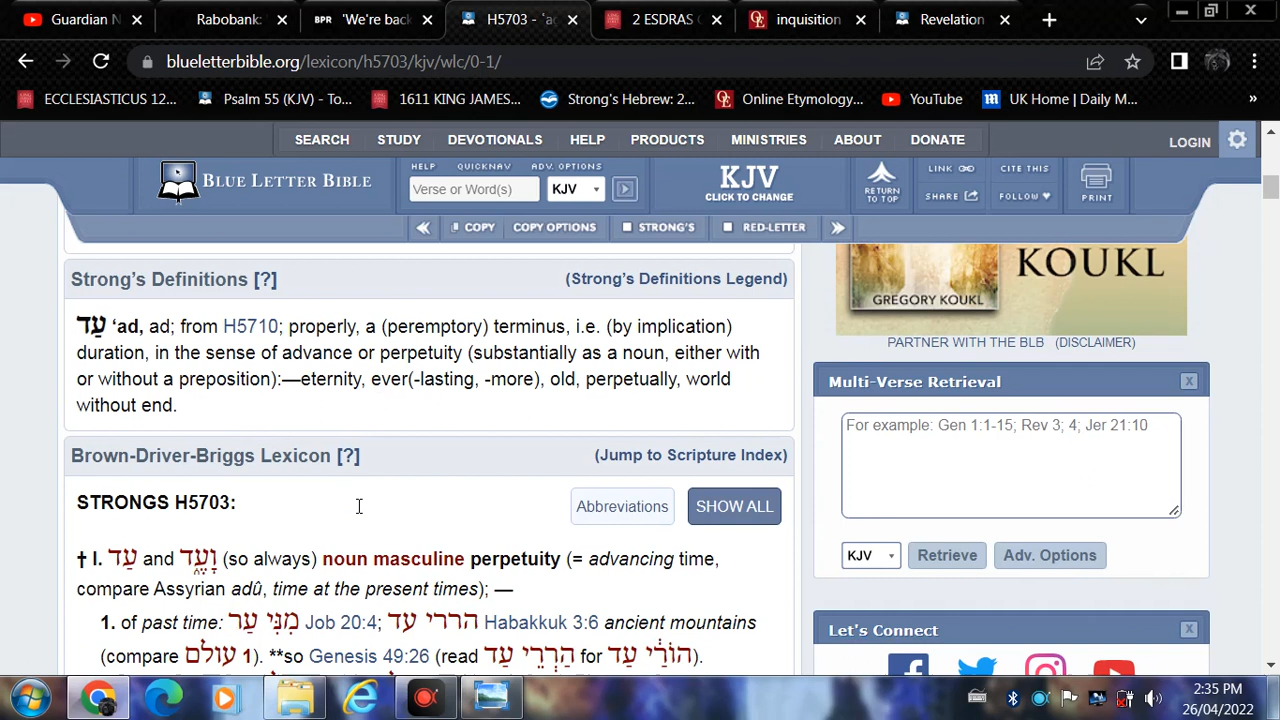 Guardian N
Rabobank:
BPR 'We're back
H5703 - 'ad
2 ESDRAS
inquisition
Revelation
blueletterbible.org/lexicon/h5703/kjv/wlc/0-1/
ECCLESIASTICUS 12...
Psalm 55 (KJV) - To...
1611 KING JAMES...
Strong's Hebrew: 2...
Online Etymology...
YouTube
UK Home | Daily M...
SEARCH STUDY DEVOTIONALS HELP PRODUCTS MINISTRIES ABOUT DONATE LOGIN
BLUE LETTER BIBLE
HELP QUICKNAV ADV. OPTIONS
Verse or Word(s) KJV
KJV
CLICK TO CHANGE
RETURN TO TOP
LINK
SHARE
CITE THIS
FOLLOW
PRINT
COPY COPY OPTIONS STRONG'S RED-LETTER
Strong's Definitions [?] (Strong's Definitions Legend)
עַד ʻad, ad; from H5710; properly, a (peremptory) terminus, i.e. (by implication)
duration, in the sense of advance or perpetuity (substantially as a noun, either with
or without a preposition):—eternity, ever(-lasting, -more), old, perpetually, world
without end.
Brown-Driver-Briggs Lexicon [?] (Jump to Scripture Index)
STRONGS H5703:
Abbreviations SHOW ALL
† I. עַד and וָעֶ֑ד (so always) noun masculine perpetuity (= advancing time,
compare Assyrian adû, time at the present times); —
1. of past time: מִנִּי עַר Job 20:4; הררי עד Habakkuk 3:6 ancient mountains
(compare עולם 1). **so Genesis 49:26 (read הַרְרֵי עַד for הוֹרַי עַד).
KOUKL
GREGORY KOUKL
PARTNER WITH THE BLB (DISCLAIMER)
Multi-Verse Retrieval X
For example: Gen 1:1-15; Rev 3; 4; Jer 21:10
KJV Retrieve Adv. Options
Let's Connect X
2:35 PM
26/04/2022